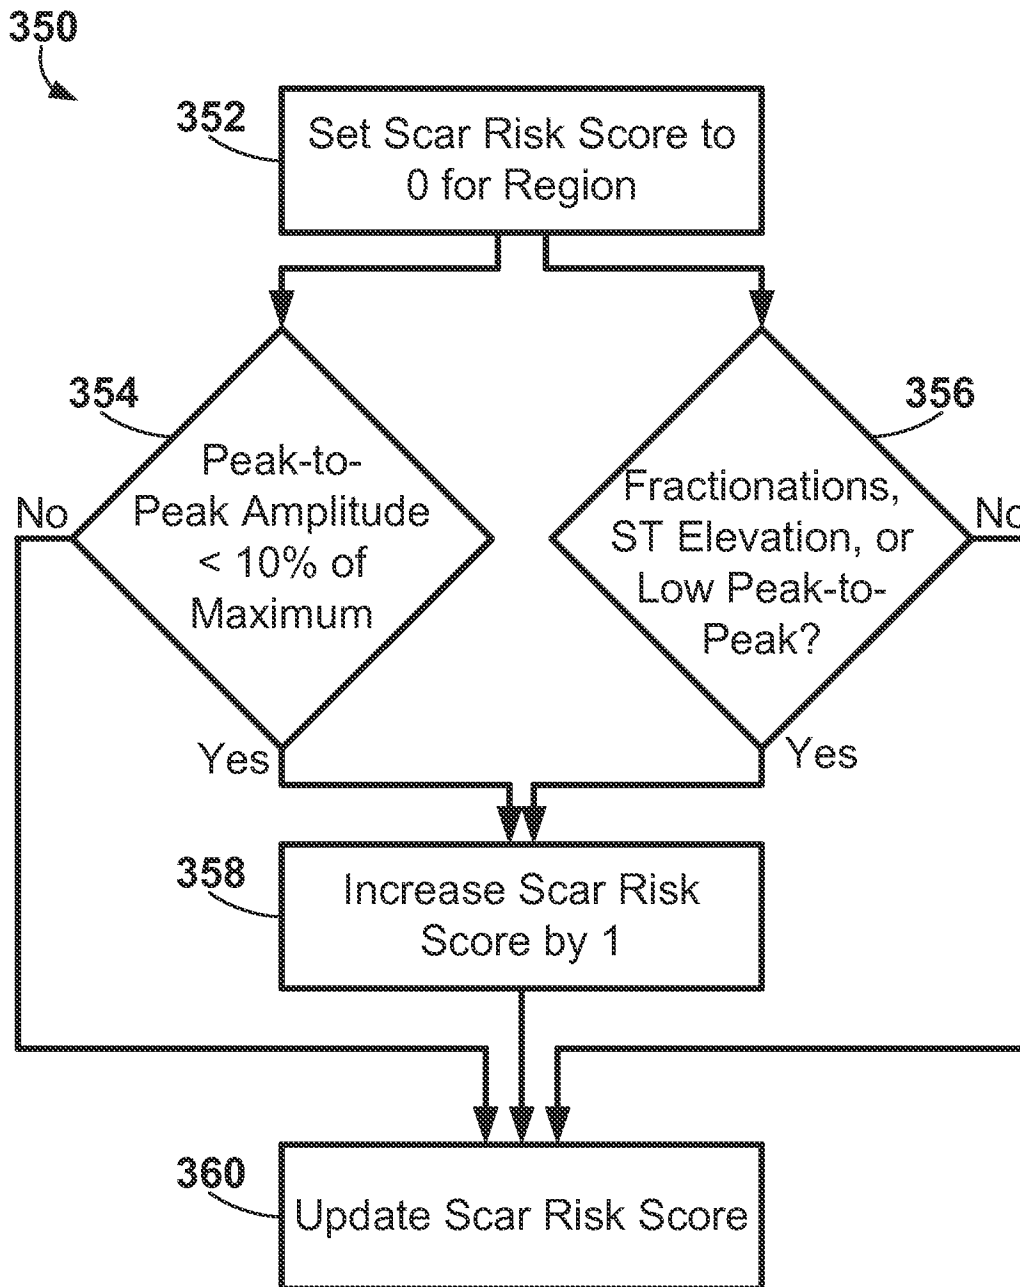 350
352
Set Scar Risk Score to
0 for Region
354
356
Peak-to-
Peak Amplitude
< 10% of
Maximum
Fractionations,
ST Elevation, or
Low Peak-to-
Peak?
No
No
Yes
Yes
358
Increase Scar Risk
Score by 1
360
Update Scar Risk Score